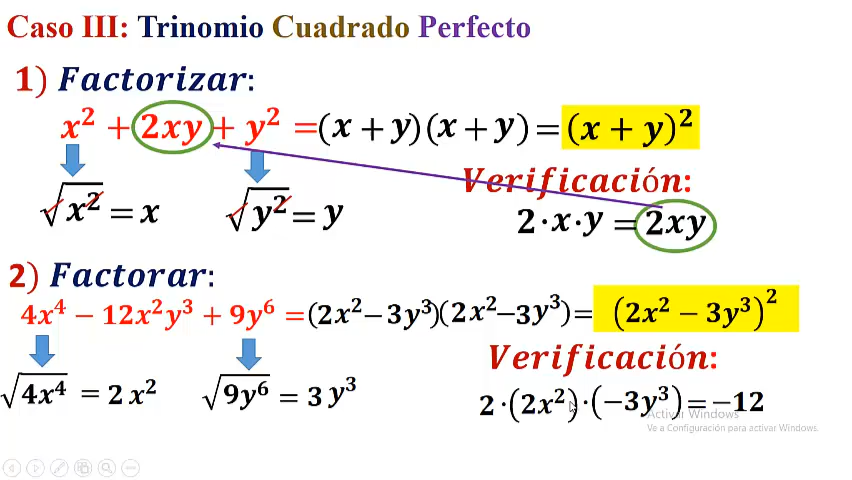 Caso III: Trinomio Cuadrado Perfecto
1) Factorizar:
x² + 2xy + y² = (x + y)(x + y) = (x + y)²
Verificación:
√x² = x √y² = y 2·x·y = 2xy
2) Factorar:
4x⁴ − 12x²y³ + 9y⁶ = (2x² − 3y³)(2x² − 3y³) = (2x² − 3y³)²
Verificación:
√4x⁴ = 2x² √9y⁶ = 3y³ 2·(2x²)·(−3y³) = −12
Activar Windows
Ve a Configuración para activar Windows.